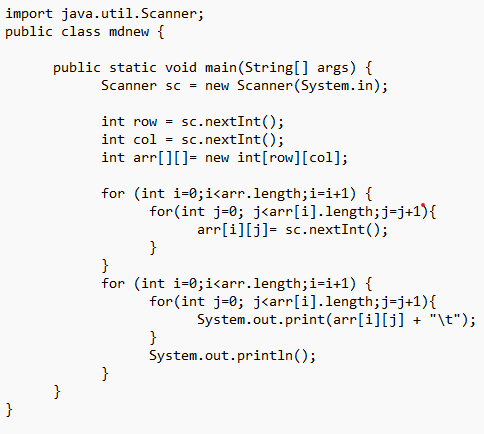 import java.util.Scanner;
public class mdnew {
public static void main(String[] args) {
Scanner sc = new Scanner(System.in);
int row = sc.nextInt();
int col = sc.nextInt();
int arr[][]= new int[row][col];
for (int i=0;i<arr.length;i=i+1) {
for(int j=0; j<arr[i].length;j=j+1){
arr[i][j]= sc.nextInt();
}
}
for (int i=0;i<arr.length;i=i+1) {
for(int j=0; j<arr[i].length;j=j+1){
System.out.print(arr[i][j] + "\t");
}
System.out.println();
}
}
}